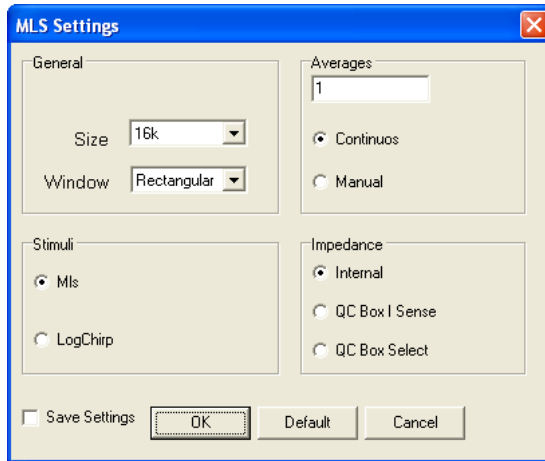 MLS Settings
General
Size 16k
Window Rectangular
Averages
1
Continuos
Manual
Stimuli
Mls
LogChirp
Impedance
Internal
QC Box I Sense
QC Box Select
Save Settings OK Default Cancel